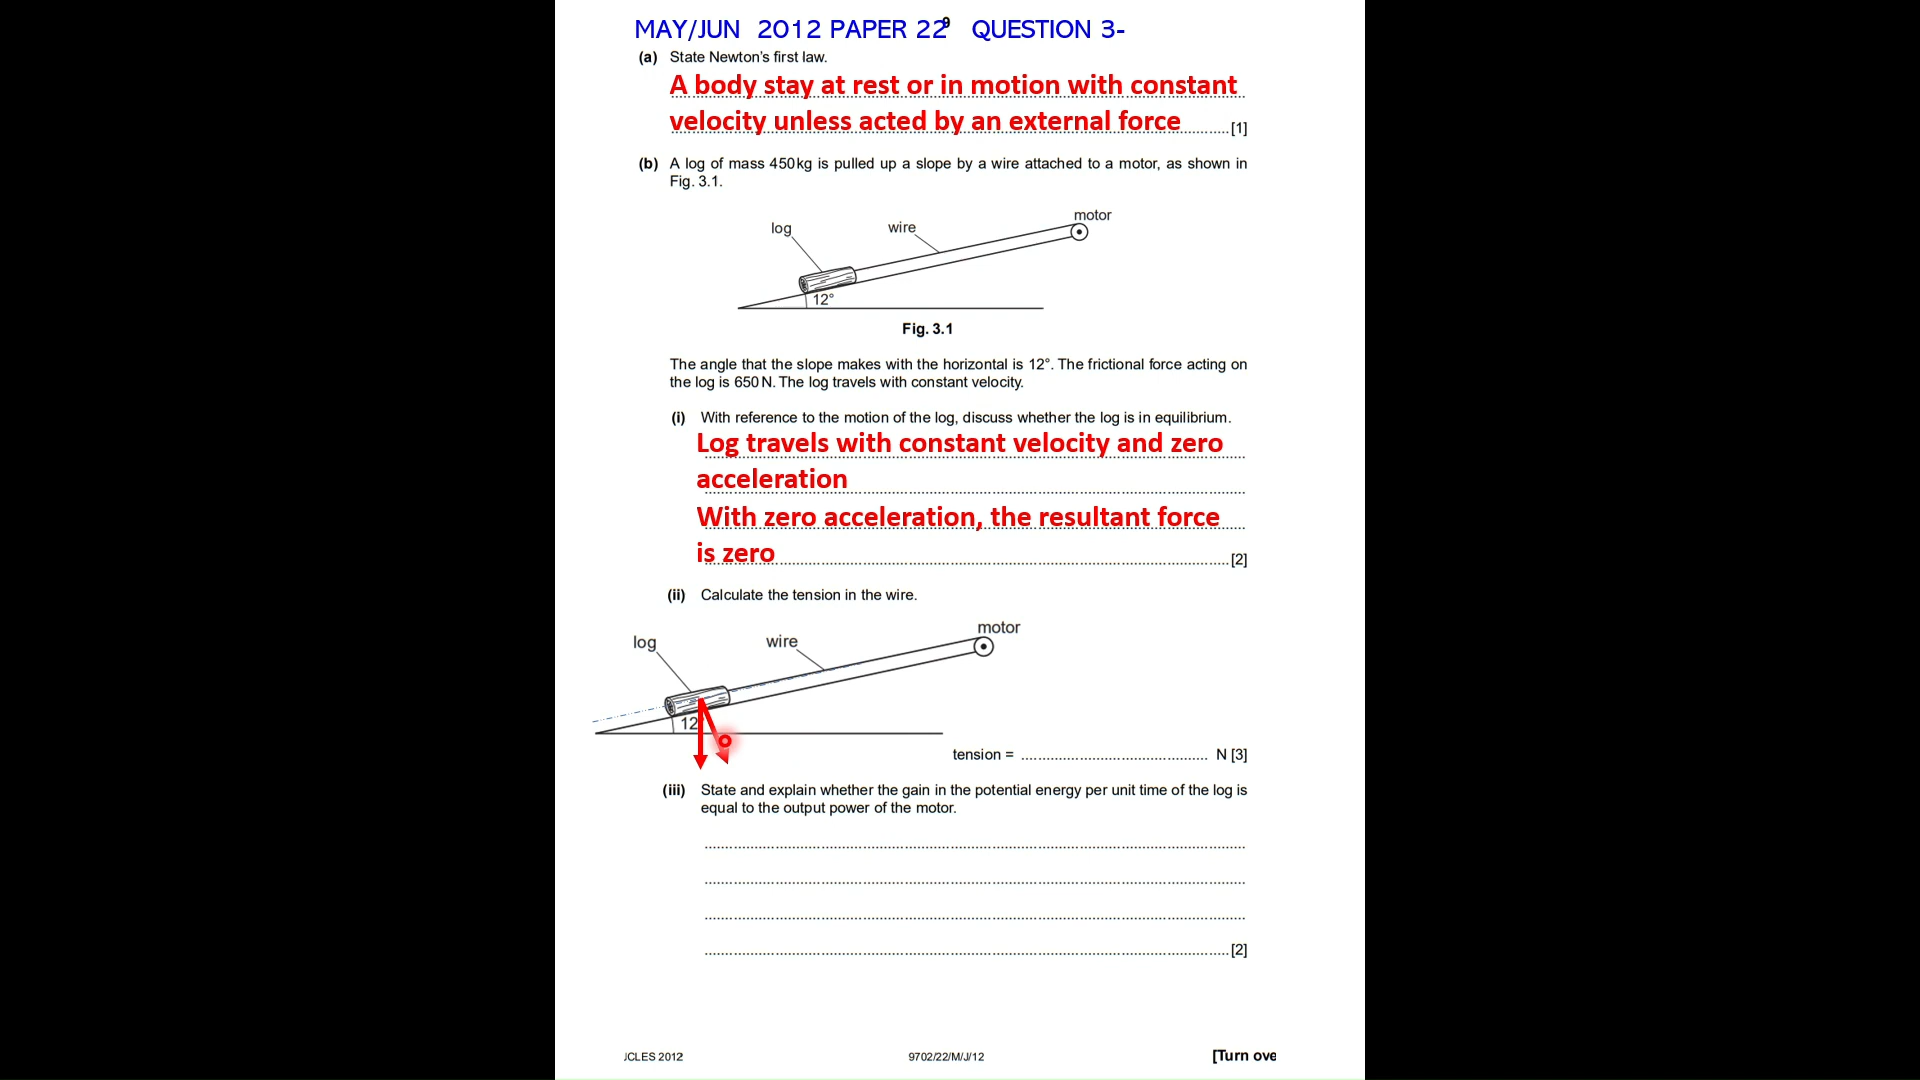 MAY/JUN 2012 PAPER 22 QUESTION 3-
9
(a) State Newton's first law.
A body stay at rest or in motion with constant
velocity unless acted by an external force [1]
(b) A log of mass 450 kg is pulled up a slope by a wire attached to a motor, as shown in
Fig. 3.1.
motor
log
wire
12°
Fig. 3.1
The angle that the slope makes with the horizontal is 12°. The frictional force acting on
the log is 650 N. The log travels with constant velocity.
(i) With reference to the motion of the log, discuss whether the log is in equilibrium.
Log travels with constant velocity and zero
acceleration
With zero acceleration, the resultant force
is zero [2]
(ii) Calculate the tension in the wire.
motor
log
wire
12
tension = .......................................... N [3]
(iii) State and explain whether the gain in the potential energy per unit time of the log is
equal to the output power of the motor.
[2]
JCLES 2012
9702/22/M/J/12
[Turn ove